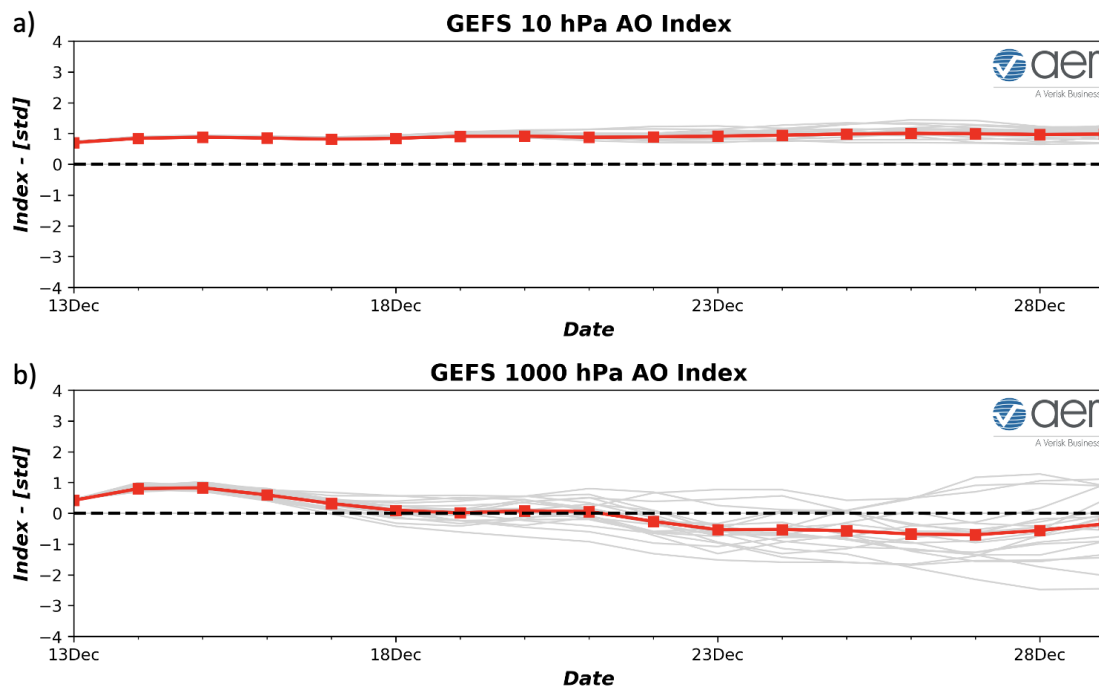 a)
GEFS 10 hPa AO Index
aer
A Verisk Business
Index - [std]
4
3
2
1
0
−1
−2
−3
−4
13Dec 18Dec 23Dec 28Dec
Date
b)
GEFS 1000 hPa AO Index
aer
A Verisk Business
Index - [std]
4
3
2
1
0
−1
−2
−3
−4
13Dec 18Dec 23Dec 28Dec
Date